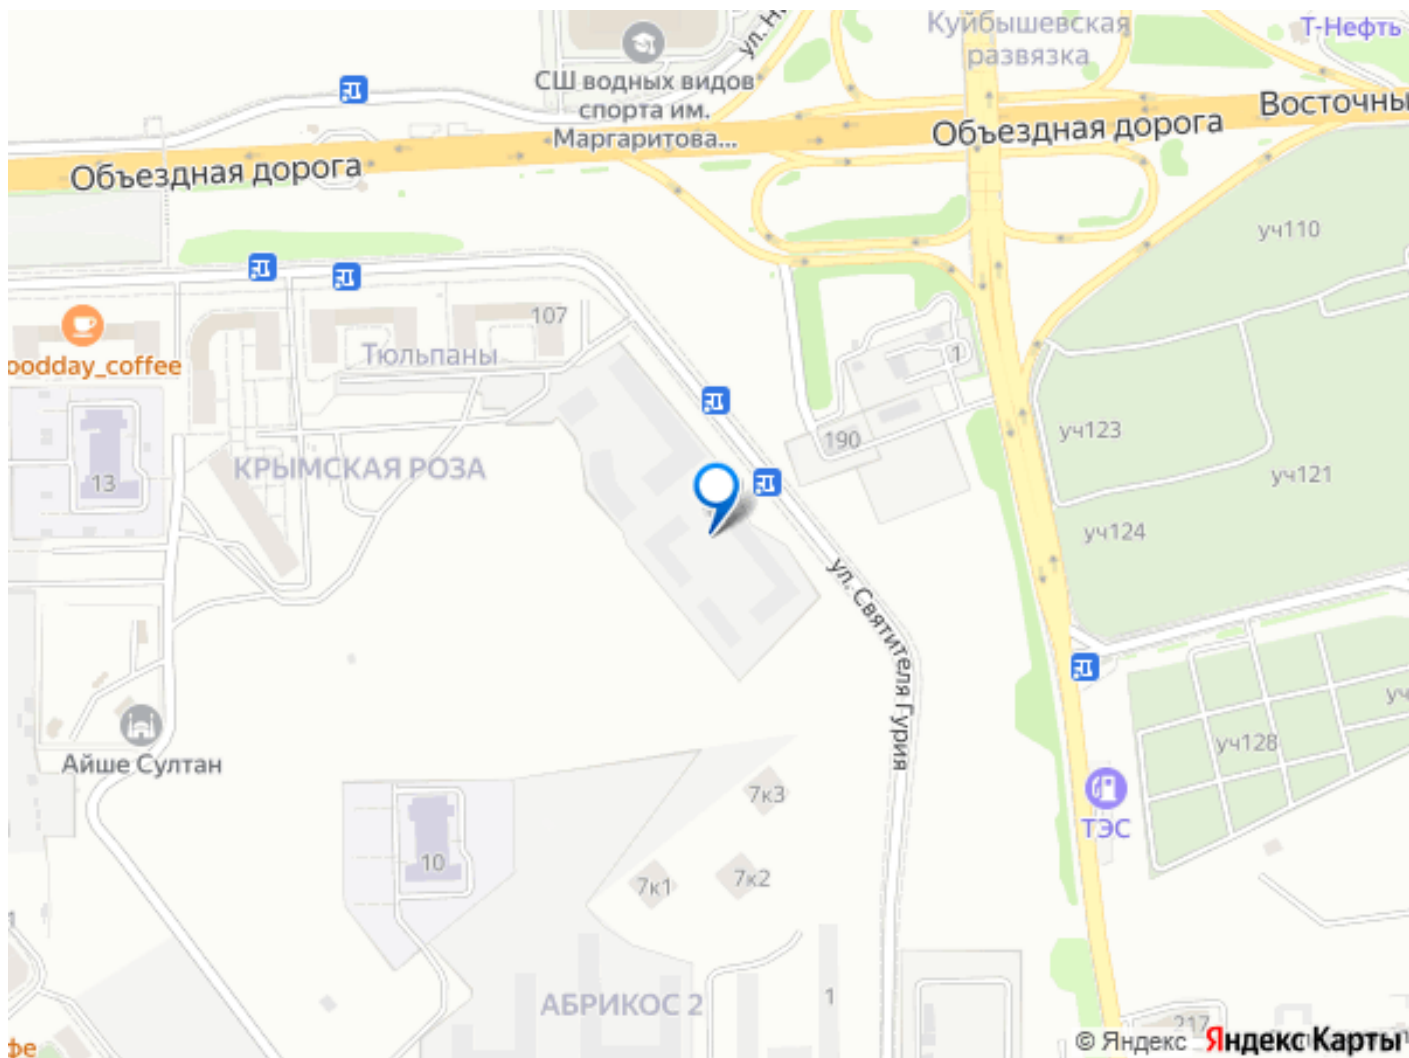 Куйбышевская
развязка
Т-Нефть
СШ водных видов
спорта им.
Маргаритова...
Объездная дорога
Объездная дорога
Восточны
уч110
107
Тюльпаны
oodday_coffee
1
190
уч123
уч121
уч124
13
КРЫМСКАЯ РОЗА
ул. Святителя Гурия
Айше Султан
уч128
7к3
ТЭС
10
7к1
7к2
АБРИКОС 2
1
217
фе
© Яндекс Яндекс Карты